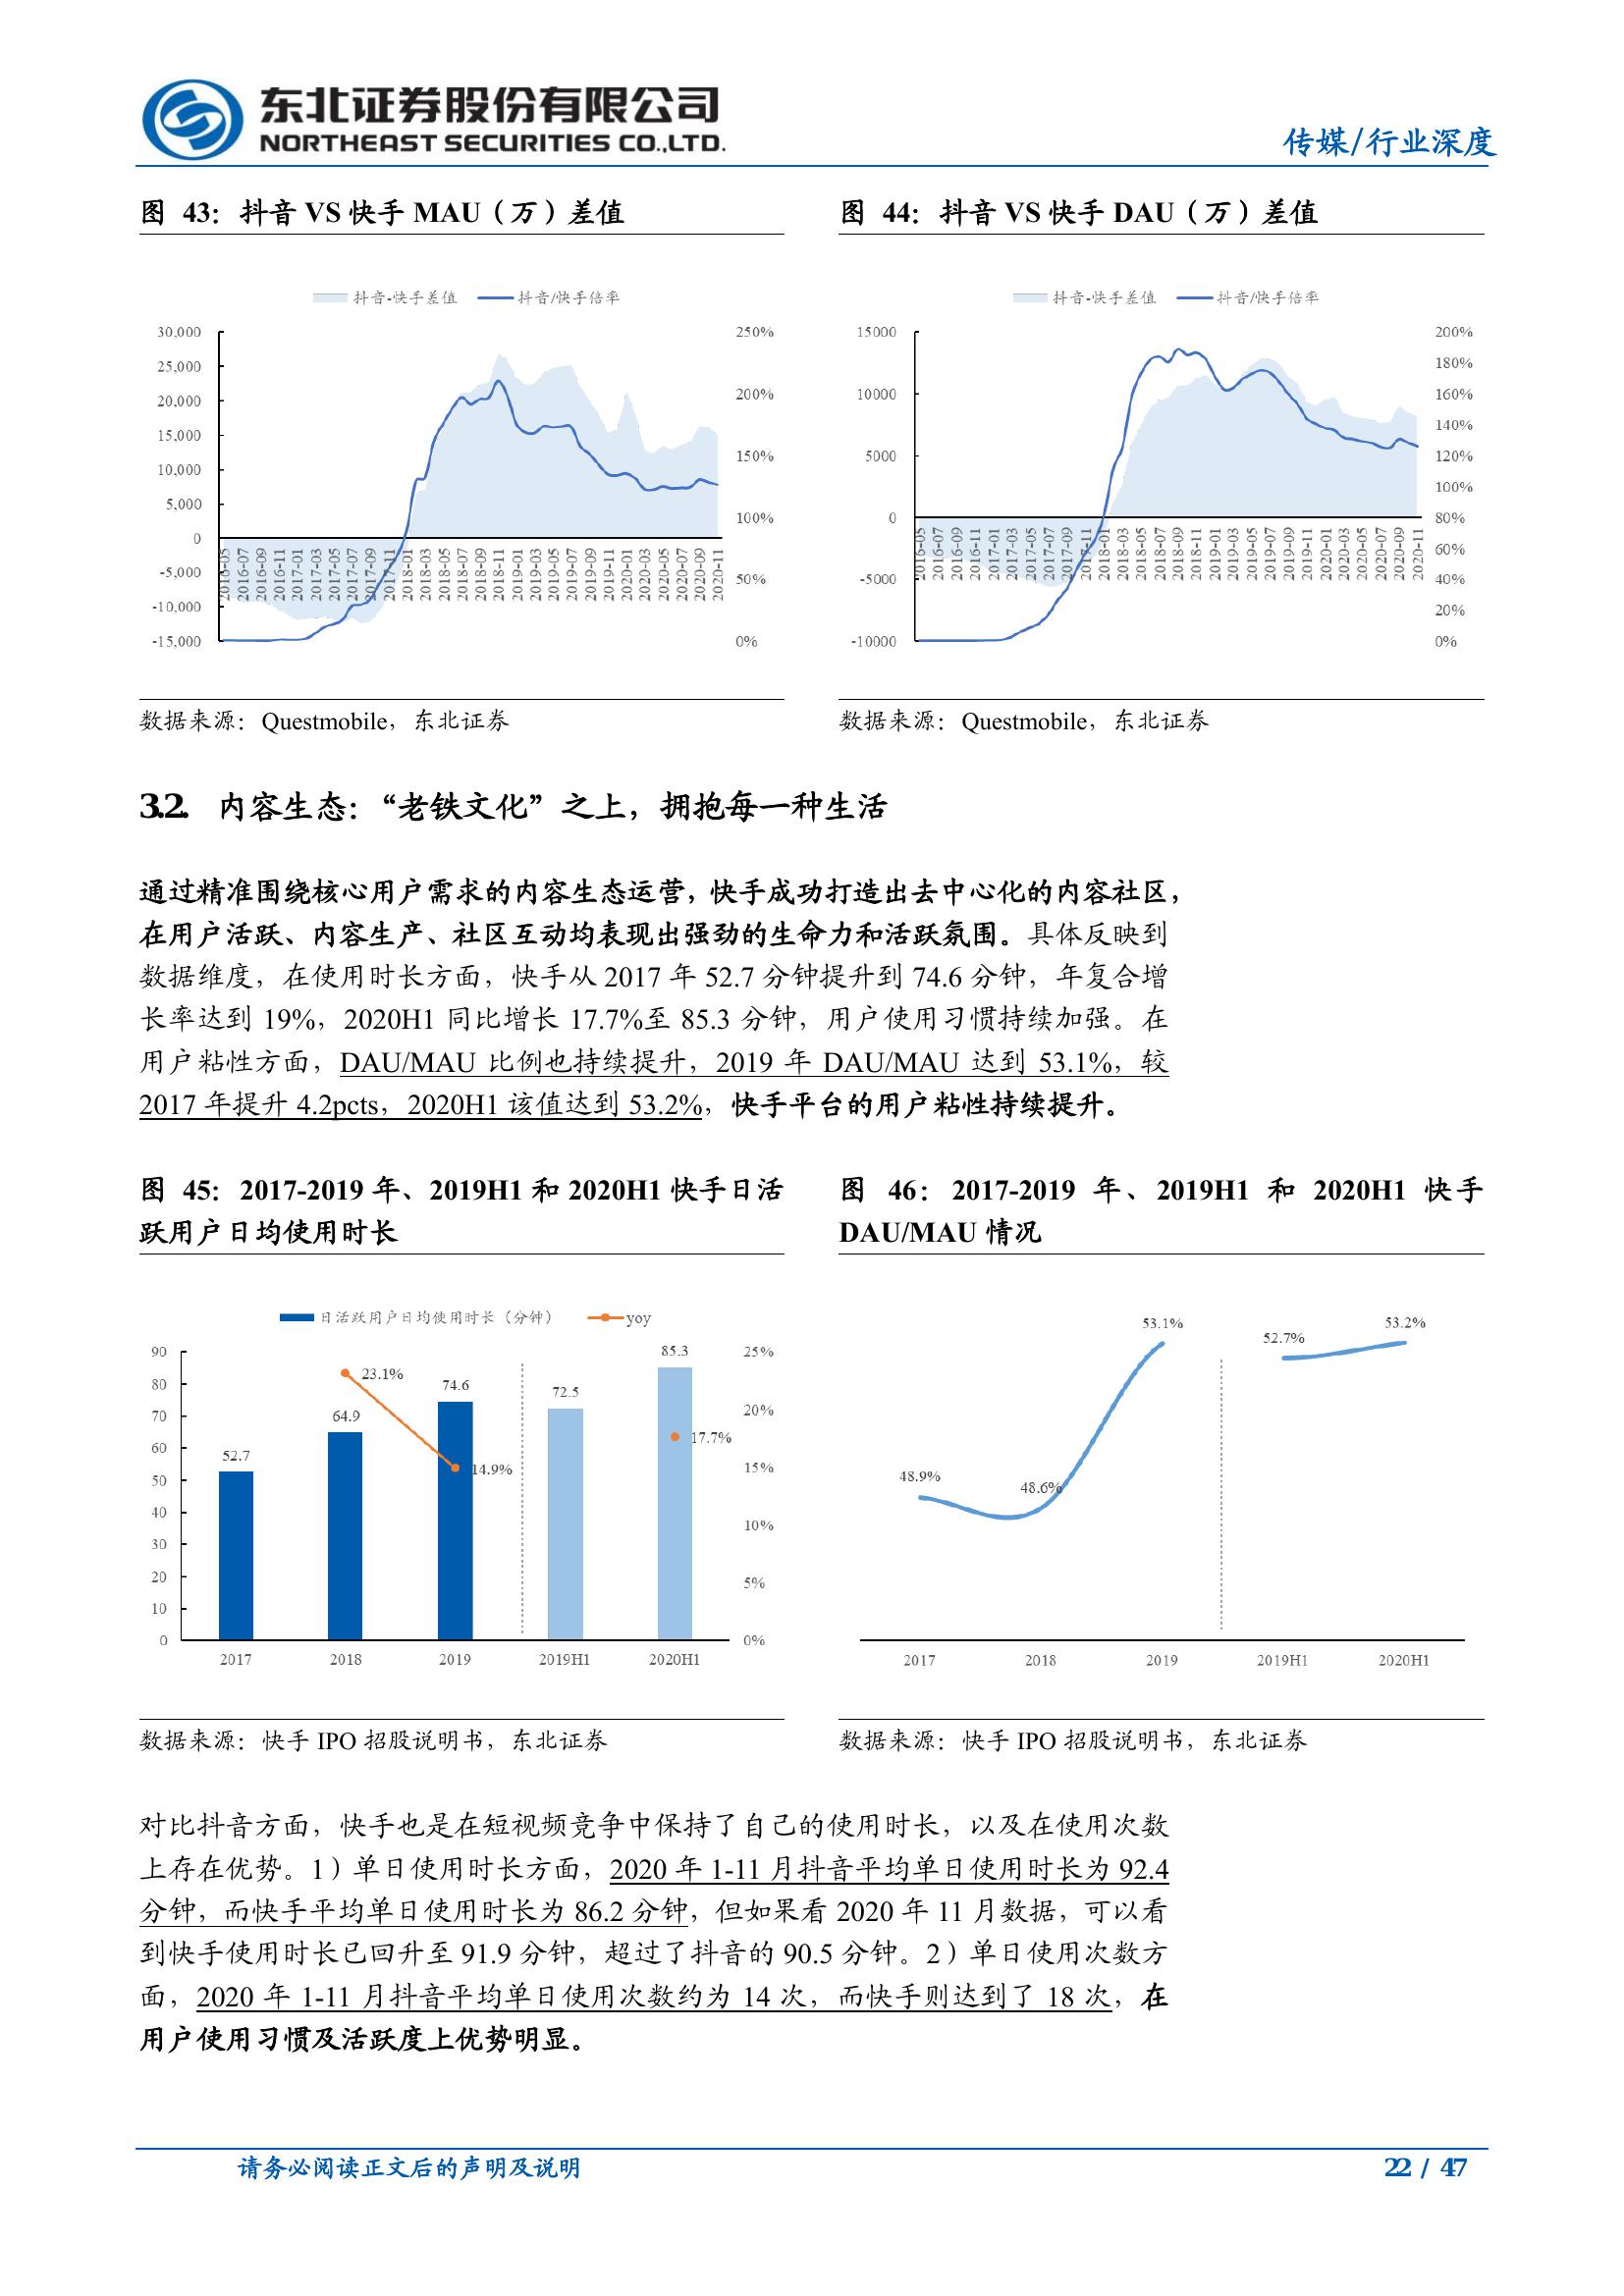 东北证券股份有限公司
NORTHEAST SECURITIES CO.,LTD.
传媒/行业深度
图 43：抖音 VS 快手 MAU（万）差值
抖音-快手差值 抖音/快手倍率
30,000
25,000
20,000
15,000
10,000
5,000
0
-5,000
-10,000
-15,000
250%
200%
150%
100%
50%
0%
2016-05 2016-07 2016-09 2016-11 2017-01 2017-03 2017-05 2017-07 2017-09 2017-11 2018-01 2018-03 2018-05 2018-07 2018-09 2018-11 2019-01 2019-03 2019-05 2019-07 2019-09 2019-11 2020-01 2020-03 2020-05 2020-07 2020-09 2020-11
数据来源：Questmobile，东北证券
图 44：抖音 VS 快手 DAU（万）差值
抖音-快手差值 抖音/快手倍率
15000
10000
5000
0
-5000
-10000
200%
180%
160%
140%
120%
100%
80%
60%
40%
20%
0%
2016-05 2016-07 2016-09 2016-11 2017-01 2017-03 2017-05 2017-07 2017-09 2017-11 2018-01 2018-03 2018-05 2018-07 2018-09 2018-11 2019-01 2019-03 2019-05 2019-07 2019-09 2019-11 2020-01 2020-03 2020-05 2020-07 2020-09 2020-11
数据来源：Questmobile，东北证券
3.2. 内容生态：“老铁文化”之上，拥抱每一种生活
通过精准围绕核心用户需求的内容生态运营，快手成功打造出去中心化的内容社区，
在用户活跃、内容生产、社区互动均表现出强劲的生命力和活跃氛围。具体反映到
数据维度，在使用时长方面，快手从 2017 年 52.7 分钟提升到 74.6 分钟，年复合增
长率达到 19%，2020H1 同比增长 17.7%至 85.3 分钟，用户使用习惯持续加强。在
用户粘性方面，DAU/MAU 比例也持续提升，2019 年 DAU/MAU 达到 53.1%，较
2017 年提升 4.2pcts，2020H1 该值达到 53.2%，快手平台的用户粘性持续提升。
图 45：2017-2019 年、2019H1 和 2020H1 快手日活
跃用户日均使用时长
日活跃用户日均使用时长（分钟） yoy
90
80
70
60
50
40
30
20
10
0
52.7
64.9
74.6
72.5
85.3
23.1%
14.9%
17.7%
25%
20%
15%
10%
5%
0%
2017 2018 2019 2019H1 2020H1
数据来源：快手 IPO 招股说明书，东北证券
图 46：2017-2019 年、2019H1 和 2020H1 快手
DAU/MAU 情况
48.9%
48.6%
53.1%
52.7%
53.2%
2017 2018 2019 2019H1 2020H1
数据来源：快手 IPO 招股说明书，东北证券
对比抖音方面，快手也是在短视频竞争中保持了自己的使用时长，以及在使用次数
上存在优势。1）单日使用时长方面，2020 年 1-11 月抖音平均单日使用时长为 92.4
分钟，而快手平均单日使用时长为 86.2 分钟，但如果看 2020 年 11 月数据，可以看
到快手使用时长已回升至 91.9 分钟，超过了抖音的 90.5 分钟。2）单日使用次数方
面，2020 年 1-11 月抖音平均单日使用次数约为 14 次，而快手则达到了 18 次，在
用户使用习惯及活跃度上优势明显。
请务必阅读正文后的声明及说明
22 / 47